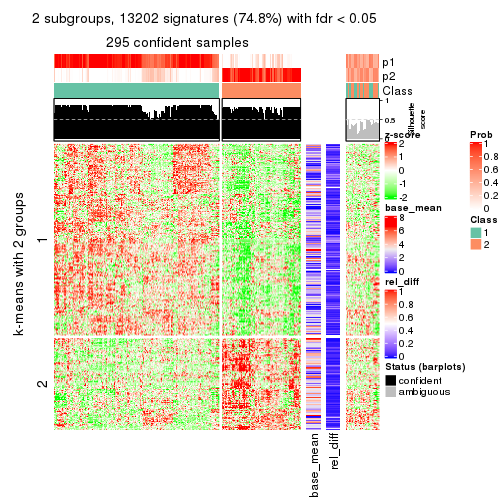 2 subgroups, 13202 signatures (74.8%) with fdr < 0.05
295 confident samples
p1
p2
Class
1
0.5
0
Silhouette
score
k-means with 2 groups
1
2
base_mean
rel_diff
z-score
2
1
0
-1
-2
base_mean
8
6
4
2
0
rel_diff
1
0.8
0.6
0.4
0.2
0
Status (barplots)
confident
ambiguous
Prob
1
0.8
0.6
0.4
0.2
0
Class
1
2